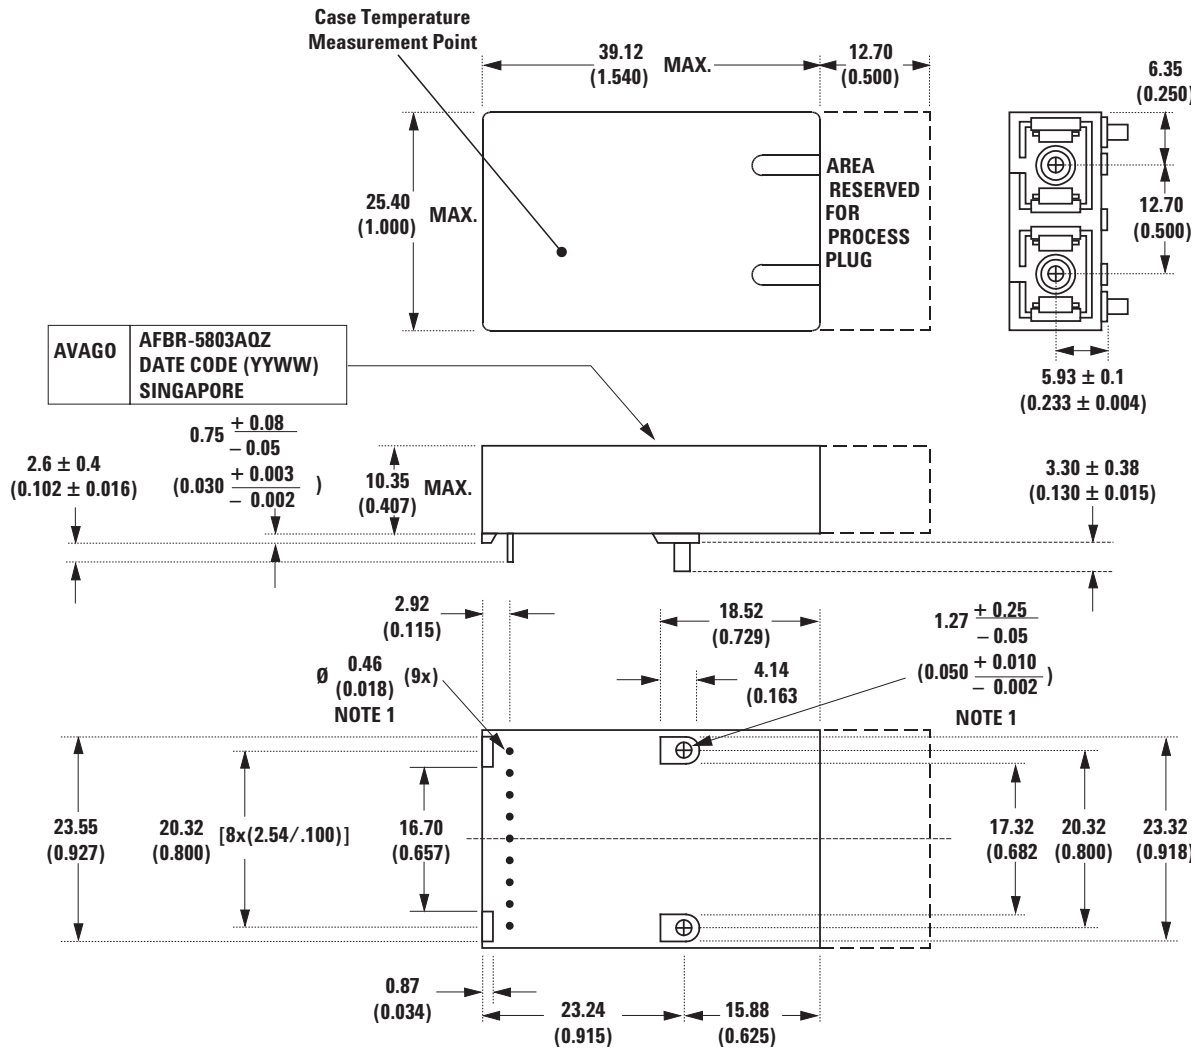 Case Temperature
Measurement Point
39.12
(1.540)
MAX.
12.70
(0.500)
6.35
(0.250)
25.40
(1.000)
MAX.
AREA
RESERVED
FOR
PROCESS
PLUG
12.70
(0.500)
5.93 ± 0.1
(0.233 ± 0.004)
AVAGO
AFBR-5803AQZ
DATE CODE (YYWW)
SINGAPORE
0.75 + 0.08
– 0.05
(0.030 + 0.003
– 0.002 )
2.6 ± 0.4
(0.102 ± 0.016)
10.35
(0.407)
MAX.
3.30 ± 0.38
(0.130 ± 0.015)
2.92
(0.115)
18.52
(0.729)
1.27 + 0.25
– 0.05
(0.050 + 0.010
– 0.002 )
NOTE 1
Ø 0.46
(0.018) (9x)
NOTE 1
4.14
(0.163
23.55
(0.927)
20.32
(0.800)
[8x(2.54/.100)]
16.70
(0.657)
17.32
(0.682
20.32
(0.800)
23.32
(0.918)
0.87
(0.034)
23.24
(0.915)
15.88
(0.625)